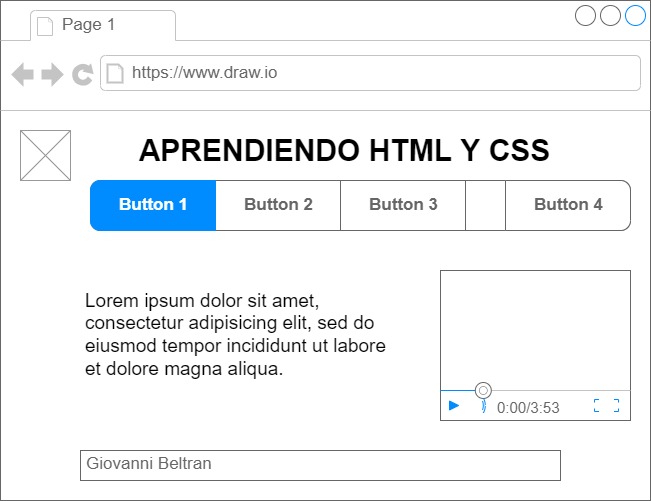 Page 1
https://www.draw.io
APRENDIENDO HTML Y CSS
Button 1 Button 2 Button 3 Button 4
Lorem ipsum dolor sit amet,
consectetur adipisicing elit, sed do
eiusmod tempor incididunt ut labore
et dolore magna aliqua.
0:00/3:53
Giovanni Beltran